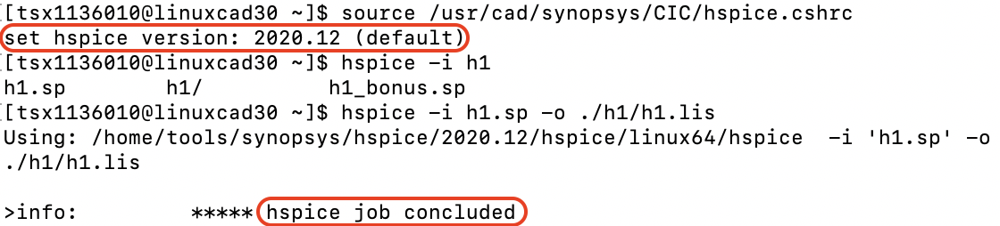 [tsx1136010@linuxcad30 ~]$ source /usr/cad/synopsys/CIC/hspice.cshrc
set hspice version: 2020.12 (default)
[tsx1136010@linuxcad30 ~]$ hspice -i h1
h1.sp        h1/          h1_bonus.sp
[tsx1136010@linuxcad30 ~]$ hspice -i h1.sp -o ./h1/h1.lis
Using: /home/tools/synopsys/hspice/2020.12/hspice/linux64/hspice  -i 'h1.sp' -o
./h1/h1.lis
>info:         ***** hspice job concluded